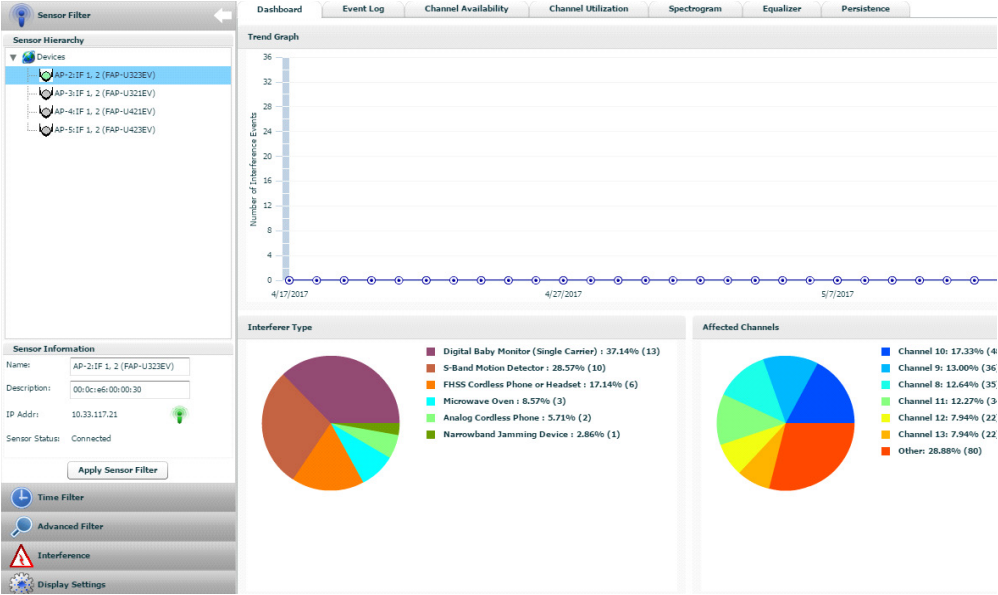 Sensor Filter
Sensor Hierarchy
Devices
AP-2:IF 1, 2 (FAP-U323EV)
AP-3:IF 1, 2 (FAP-U321EV)
AP-4:IF 1, 2 (FAP-U421EV)
AP-5:IF 1, 2 (FAP-U423EV)
Sensor Information
Name: AP-2:IF 1, 2 (FAP-U323EV)
Description: 00:0c:e6:00:00:30
IP Addr: 10.33.117.21
Sensor Status: Connected
Apply Sensor Filter
Time Filter
Advanced Filter
Interference
Display Settings
Dashboard Event Log Channel Availability Channel Utilization Spectrogram Equalizer Persistence
Trend Graph
Number of Interference Events
36
32
28
24
20
16
12
8
4
0
4/17/2017 4/27/2017 5/7/2017
Interferer Type
Digital Baby Monitor (Single Carrier) : 37.14% (13)
S-Band Motion Detector : 28.57% (10)
FHSS Cordless Phone or Headset : 17.14% (6)
Microwave Oven : 8.57% (3)
Analog Cordless Phone : 5.71% (2)
Narrowband Jamming Device : 2.86% (1)
Affected Channels
Channel 10: 17.33% (4
Channel 9: 13.00% (36
Channel 8: 12.64% (35
Channel 11: 12.27% (34
Channel 12: 7.94% (22
Channel 13: 7.94% (22
Other: 28.88% (80)